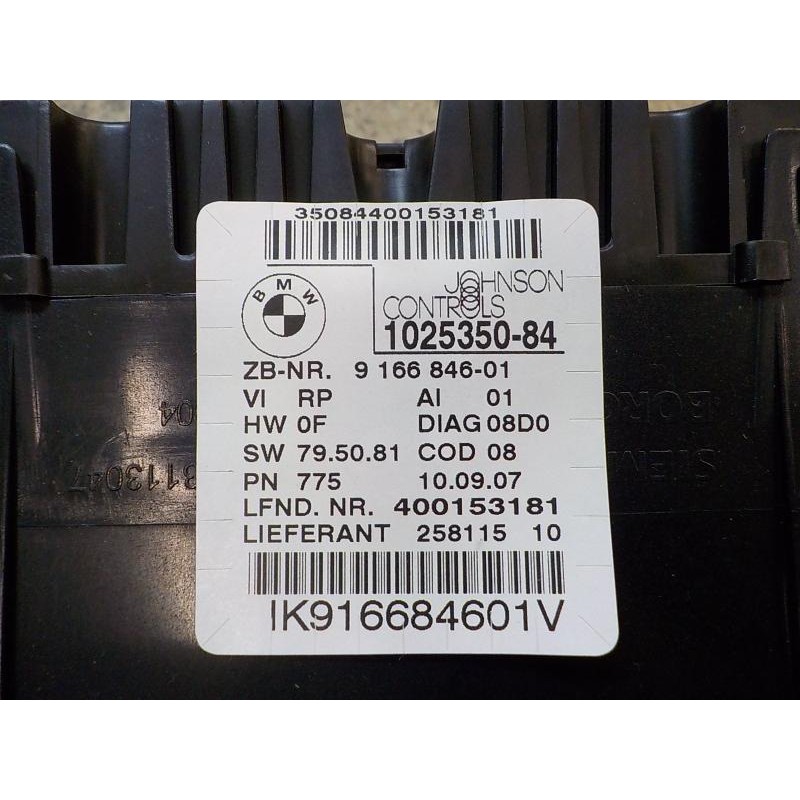 35084400153181
BMW
JOHNSON
CONTROLS
1025350-84
ZB-NR. 9 166 846-01
VI RP AI 01
HW 0F DIAG 08D0
SW 79.50.81 COD 08
PN 775 10.09.07
LFND. NR. 400153181
LIEFERANT 258115 10
IK916684601V